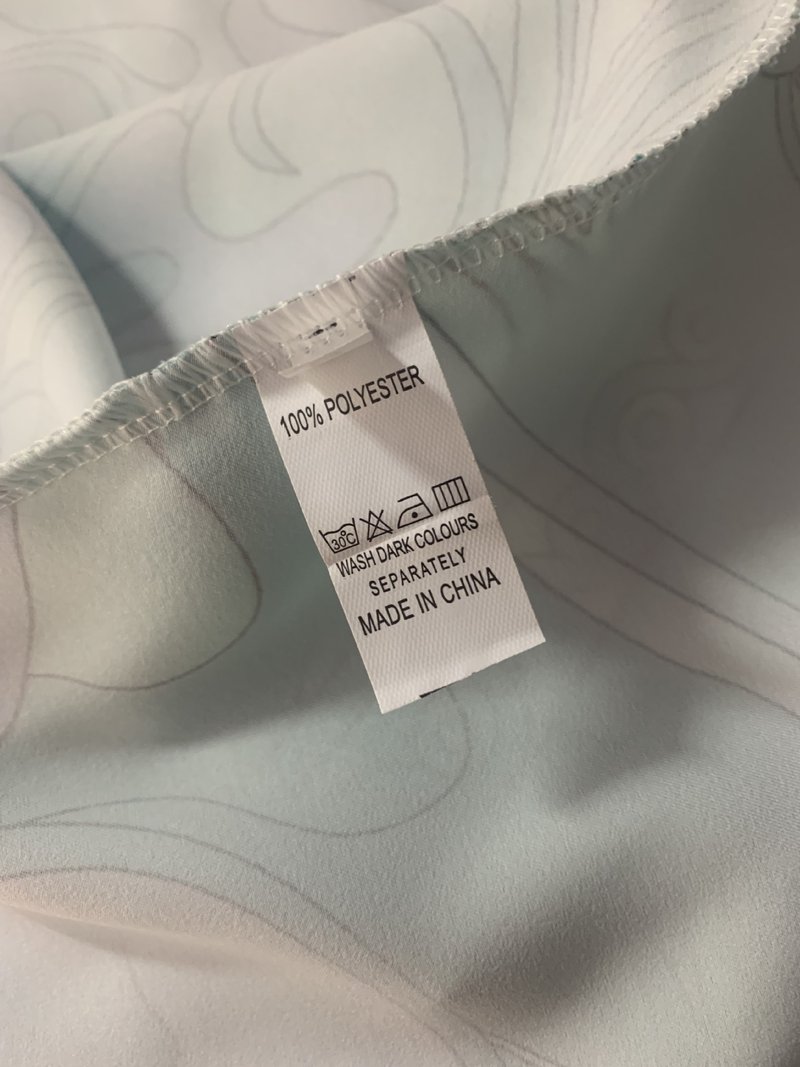 100% POLYESTER
30°C
WASH DARK COLOURS
SEPARATELY
MADE IN CHINA